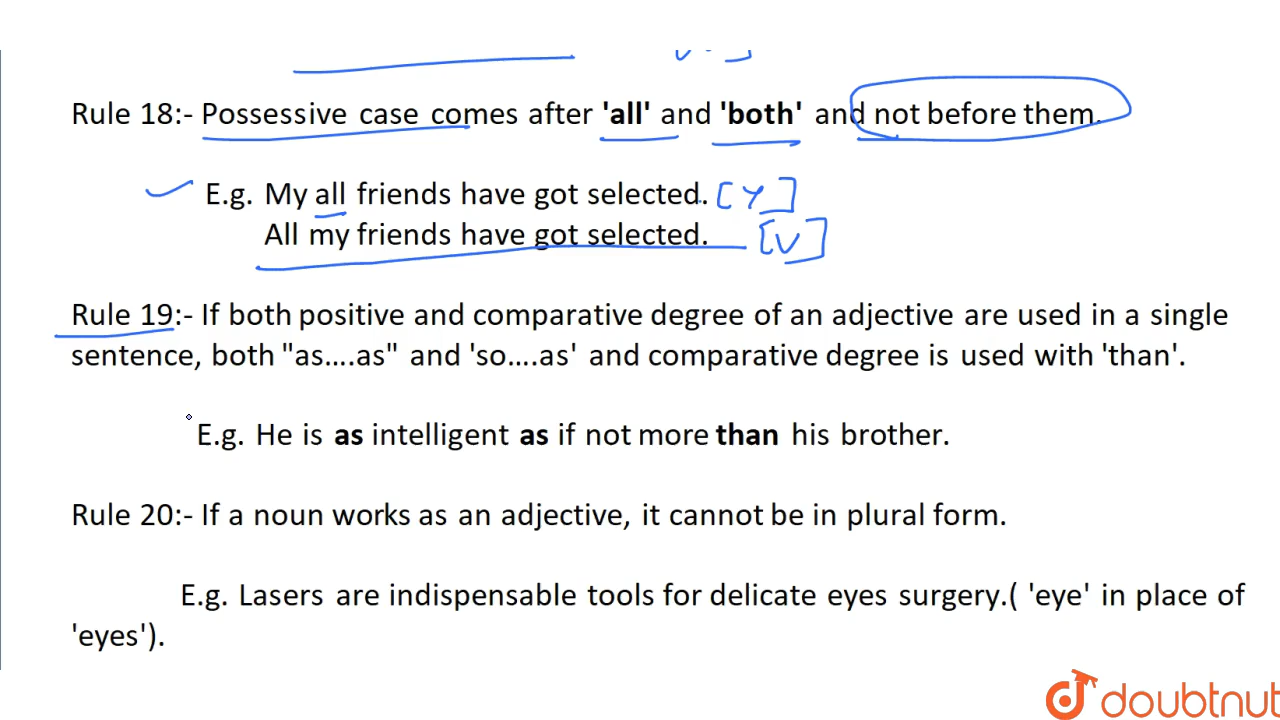 Rule 18:- Possessive case comes after 'all' and 'both' and not before them.
E.g. My all friends have got selected. [Y]
All my friends have got selected. [V]
Rule 19:- If both positive and comparative degree of an adjective are used in a single
sentence, both "as....as" and 'so....as' and comparative degree is used with 'than'.
E.g. He is as intelligent as if not more than his brother.
Rule 20:- If a noun works as an adjective, it cannot be in plural form.
E.g. Lasers are indispensable tools for delicate eyes surgery.( 'eye' in place of
'eyes').
doubtnut